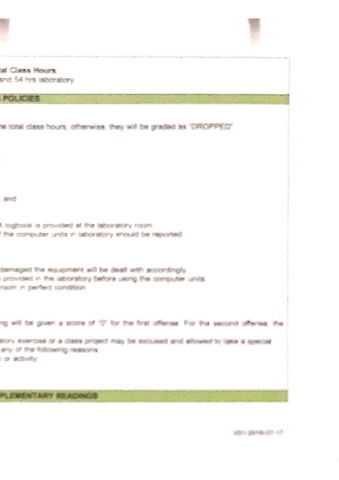 al Class Hours
and 54 hrs laboratory
POLICIES
he total class hours, otherwise, they will be graded as "DROPPED"
and
A logbook is provided at the laboratory room.
f the computer units in laboratory should be reported
damaged the equipment will be dealt with accordingly.
provided in the laboratory before using the computer units.
room in perfect condition.
ng will be given a score of "0" for the first offense. For the second offense, the
atory exercise or a class project may be excused and allowed to take a special
any of the following reasons:
or activity
PLEMENTARY READINGS